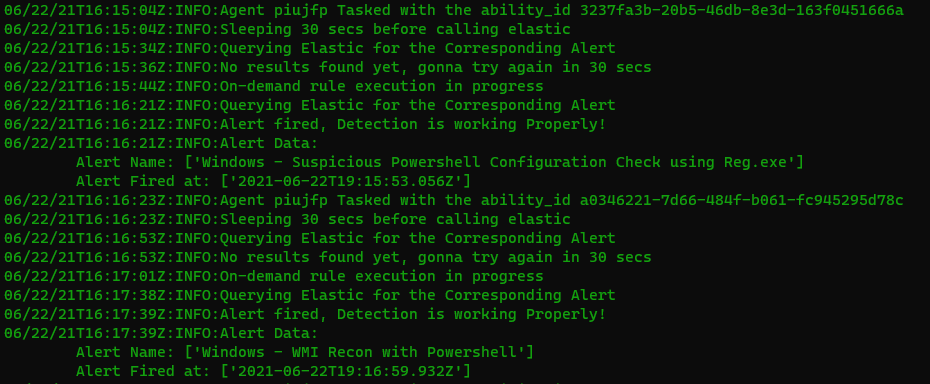 06/22/21T16:15:04Z:INFO:Agent piujfp Tasked with the ability_id 3237fa3b-20b5-46db-8e3d-163f0451666a
06/22/21T16:15:04Z:INFO:Sleeping 30 secs before calling elastic
06/22/21T16:15:34Z:INFO:Querying Elastic for the Corresponding Alert
06/22/21T16:15:36Z:INFO:No results found yet, gonna try again in 30 secs
06/22/21T16:15:44Z:INFO:On-demand rule execution in progress
06/22/21T16:16:21Z:INFO:Querying Elastic for the Corresponding Alert
06/22/21T16:16:21Z:INFO:Alert fired, Detection is working Properly!
06/22/21T16:16:21Z:INFO:Alert Data:
        Alert Name: ['Windows - Suspicious Powershell Configuration Check using Reg.exe']
        Alert Fired at: ['2021-06-22T19:15:53.056Z']
06/22/21T16:16:23Z:INFO:Agent piujfp Tasked with the ability_id a0346221-7d66-484f-b061-fc945295d78c
06/22/21T16:16:23Z:INFO:Sleeping 30 secs before calling elastic
06/22/21T16:16:53Z:INFO:Querying Elastic for the Corresponding Alert
06/22/21T16:16:53Z:INFO:No results found yet, gonna try again in 30 secs
06/22/21T16:17:01Z:INFO:On-demand rule execution in progress
06/22/21T16:17:38Z:INFO:Querying Elastic for the Corresponding Alert
06/22/21T16:17:39Z:INFO:Alert fired, Detection is working Properly!
06/22/21T16:17:39Z:INFO:Alert Data:
        Alert Name: ['Windows - WMI Recon with Powershell']
        Alert Fired at: ['2021-06-22T19:16:59.932Z']